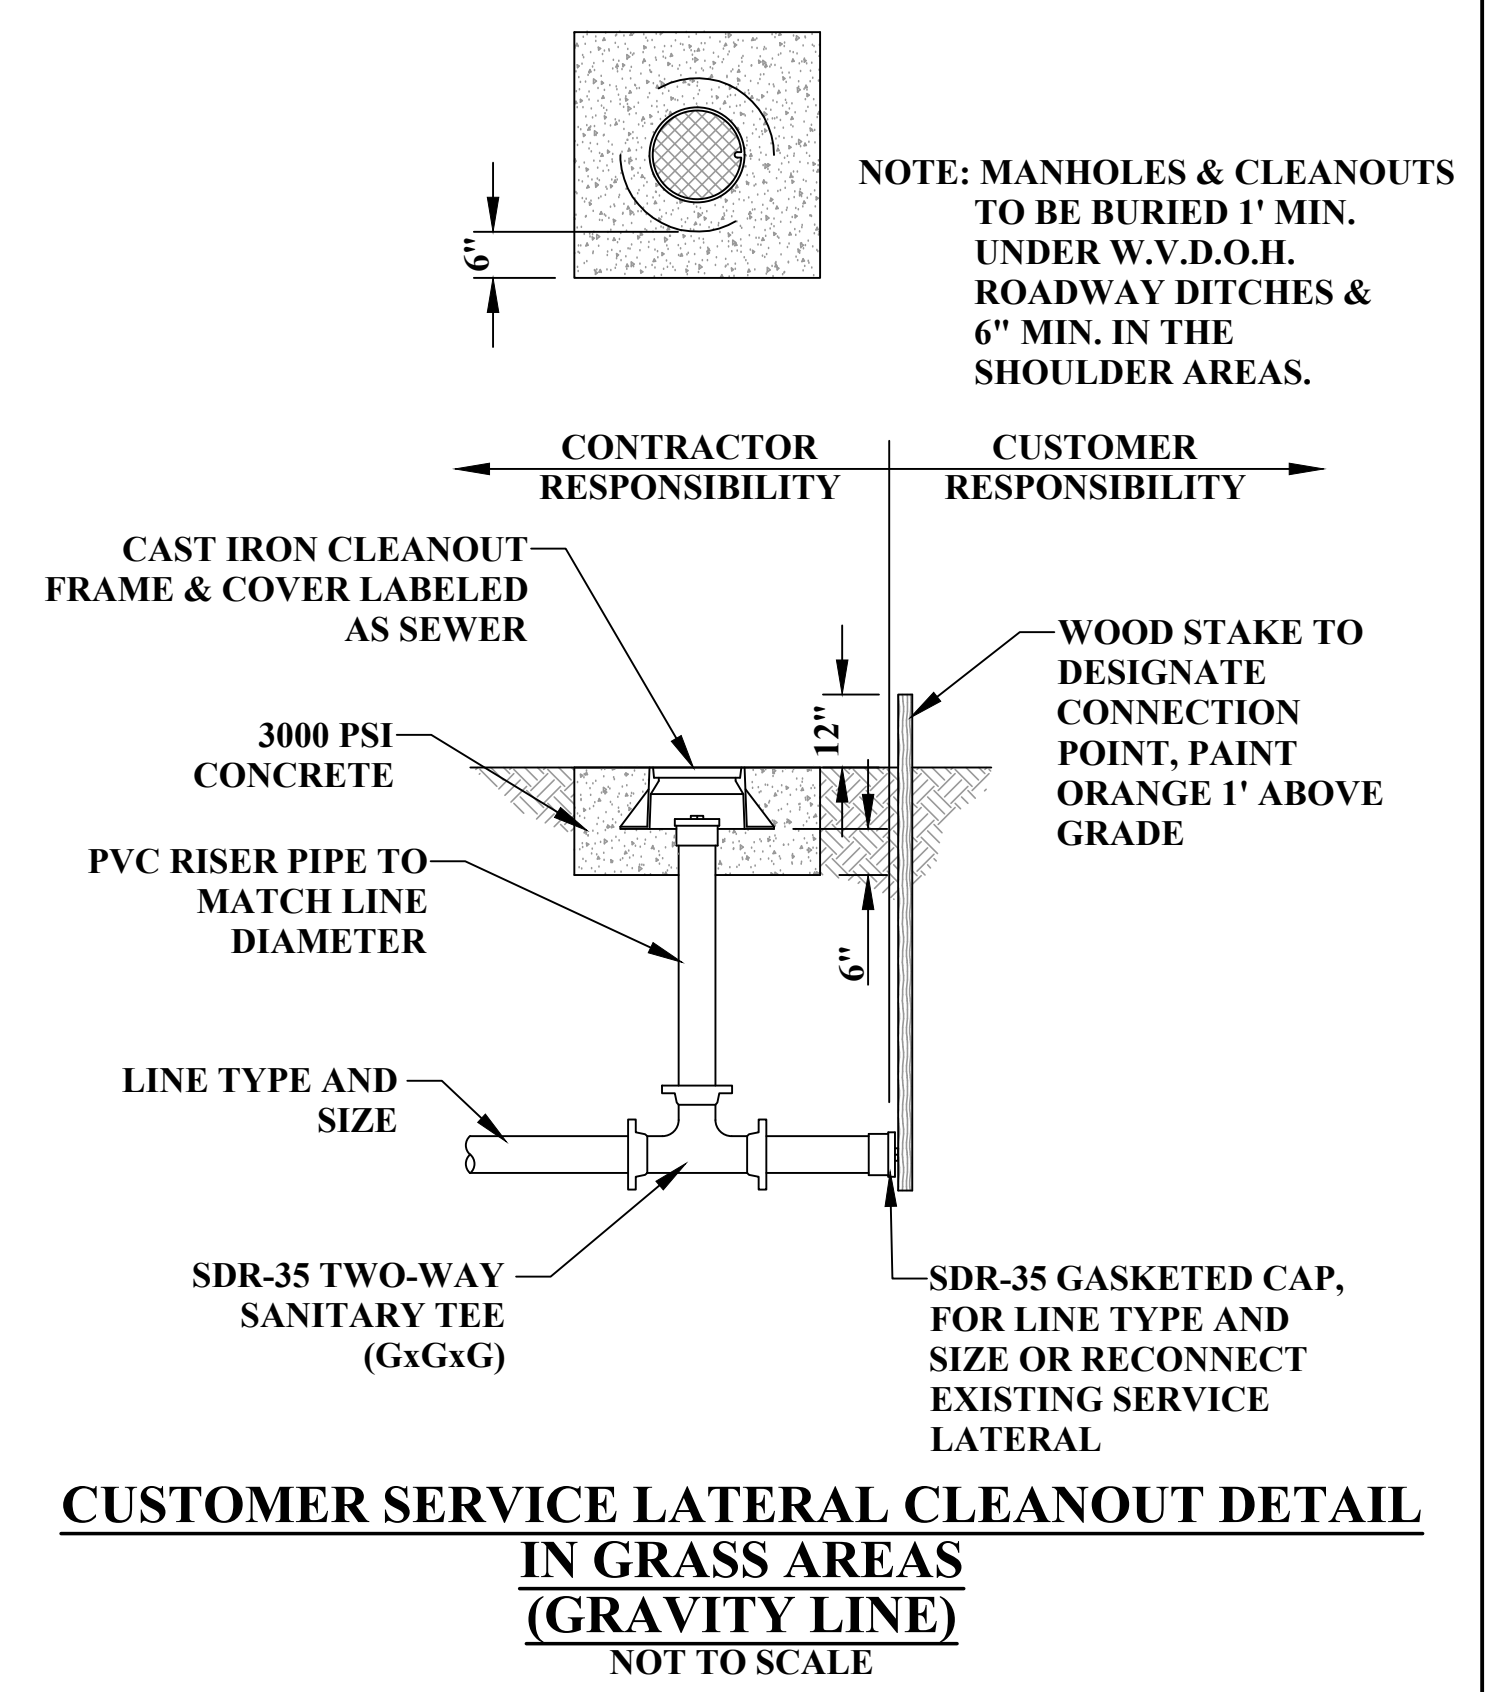 6"
NOTE: MANHOLES & CLEANOUTS
TO BE BURIED 1' MIN.
UNDER W.V.D.O.H.
ROADWAY DITCHES &
6" MIN. IN THE
SHOULDER AREAS.
CONTRACTOR
RESPONSIBILITY
CUSTOMER
RESPONSIBILITY
CAST IRON CLEANOUT
FRAME & COVER LABELED
AS SEWER
WOOD STAKE TO
DESIGNATE
CONNECTION
POINT, PAINT
ORANGE 1' ABOVE
GRADE
12"
3000 PSI
CONCRETE
PVC RISER PIPE TO
MATCH LINE
DIAMETER
6"
LINE TYPE AND
SIZE
SDR-35 TWO-WAY
SANITARY TEE
(GxGxG)
SDR-35 GASKETED CAP,
FOR LINE TYPE AND
SIZE OR RECONNECT
EXISTING SERVICE
LATERAL
CUSTOMER SERVICE LATERAL CLEANOUT DETAIL
IN GRASS AREAS
(GRAVITY LINE)
NOT TO SCALE